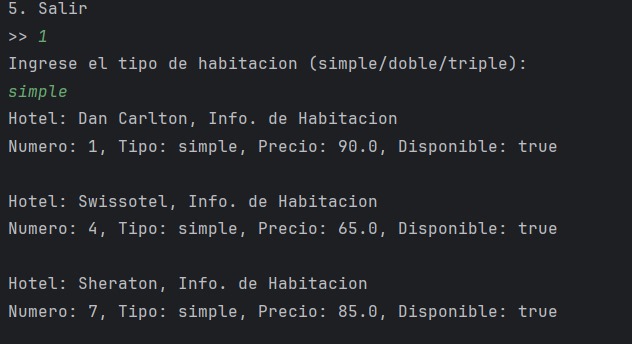 5. Salir
>> 1
Ingrese el tipo de habitacion (simple/doble/triple):
simple
Hotel: Dan Carlton, Info. de Habitacion
Numero: 1, Tipo: simple, Precio: 90.0, Disponible: true
Hotel: Swissotel, Info. de Habitacion
Numero: 4, Tipo: simple, Precio: 65.0, Disponible: true
Hotel: Sheraton, Info. de Habitacion
Numero: 7, Tipo: simple, Precio: 85.0, Disponible: true